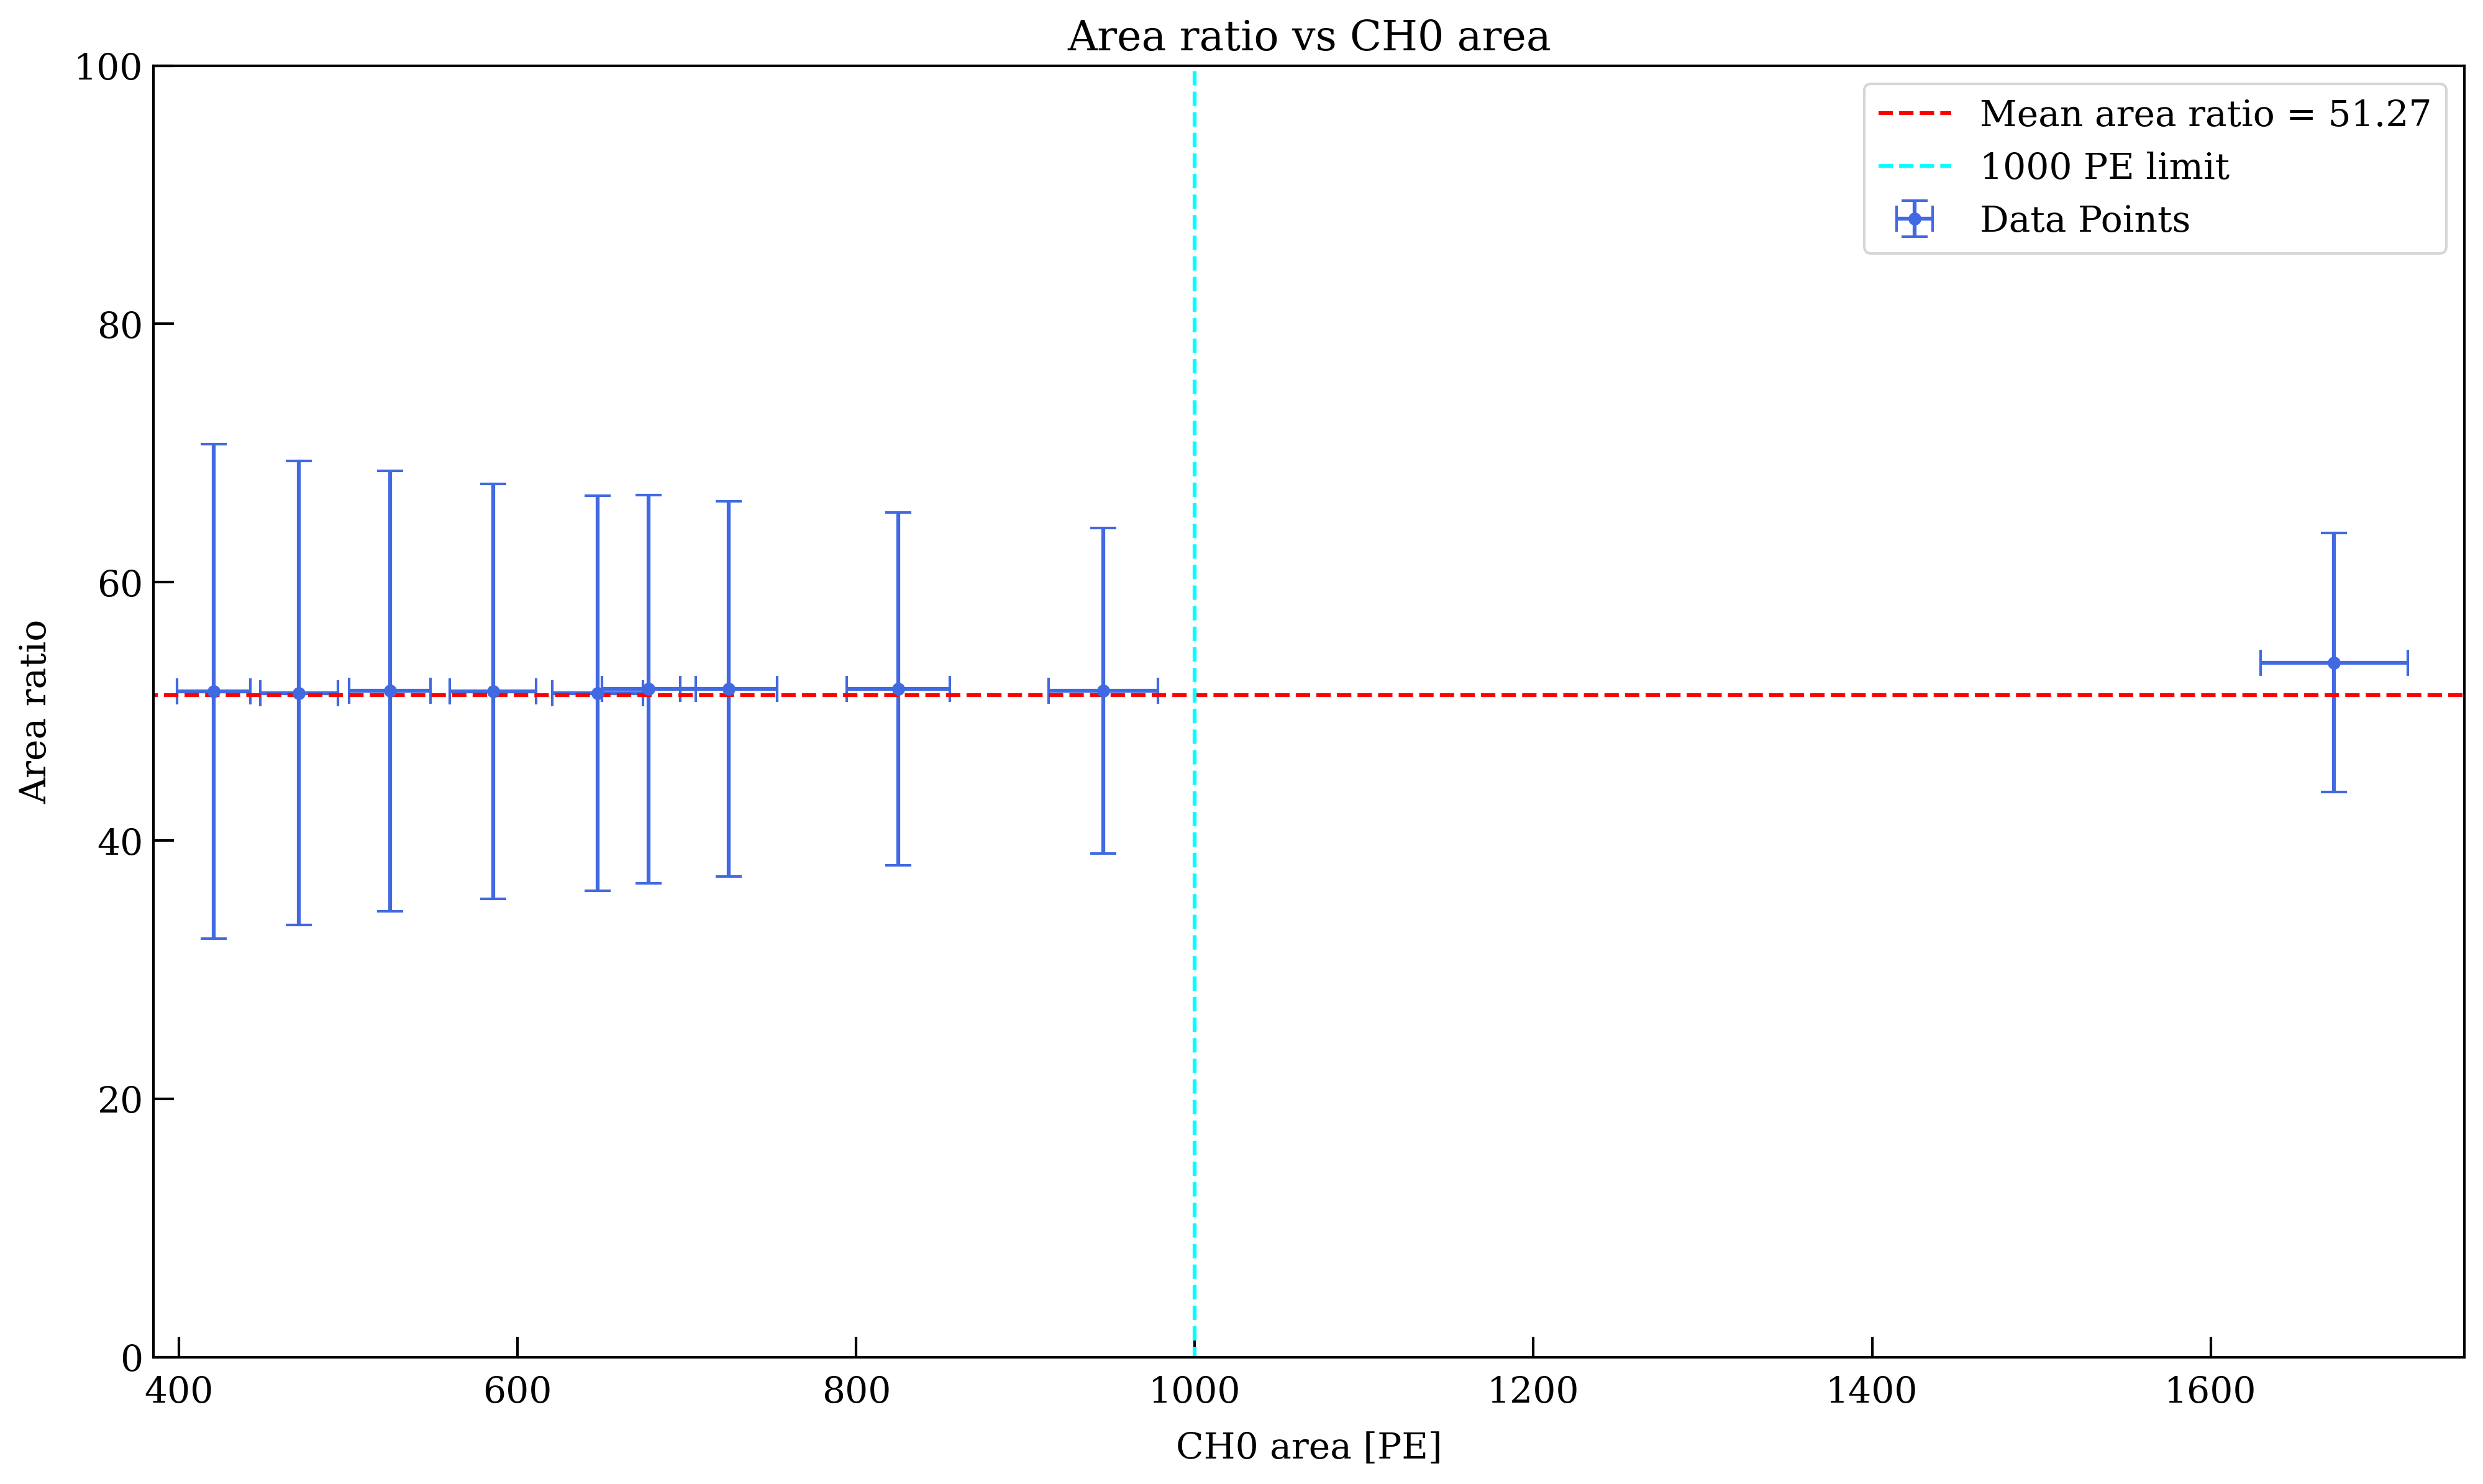 Area ratio vs CH0 area
100
80
60
40
20
0
Area ratio
Mean area ratio = 51.27
1000 PE limit
Data Points
400 600 800 1000 1200 1400 1600
CH0 area [PE]